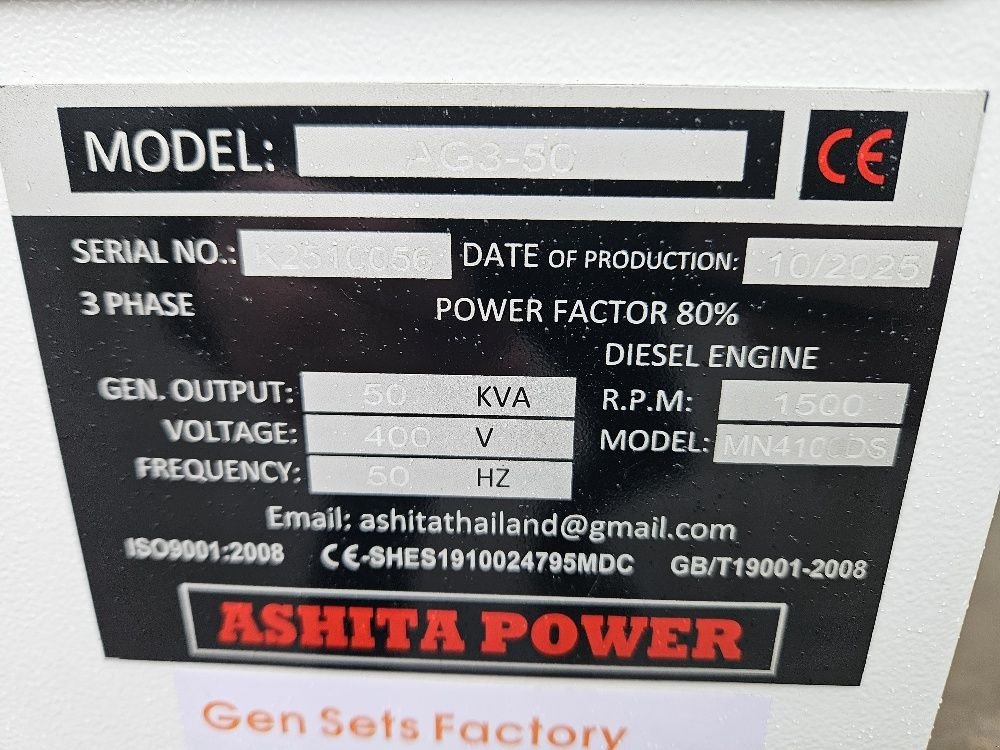 MODEL: AG3-50 CE
SERIAL NO.: K2510056 DATE OF PRODUCTION: 10/2025
3 PHASE POWER FACTOR 80%
DIESEL ENGINE
GEN. OUTPUT: 50 KVA R.P.M: 1500
VOLTAGE: 400 V MODEL: MN4100DS
FREQUENCY: 50 HZ
Email: ashitathailand@gmail.com
ISO9001:2008 CE-SHES1910024795MDC GB/T19001-2008
ASHITA POWER
Gen Sets Factory